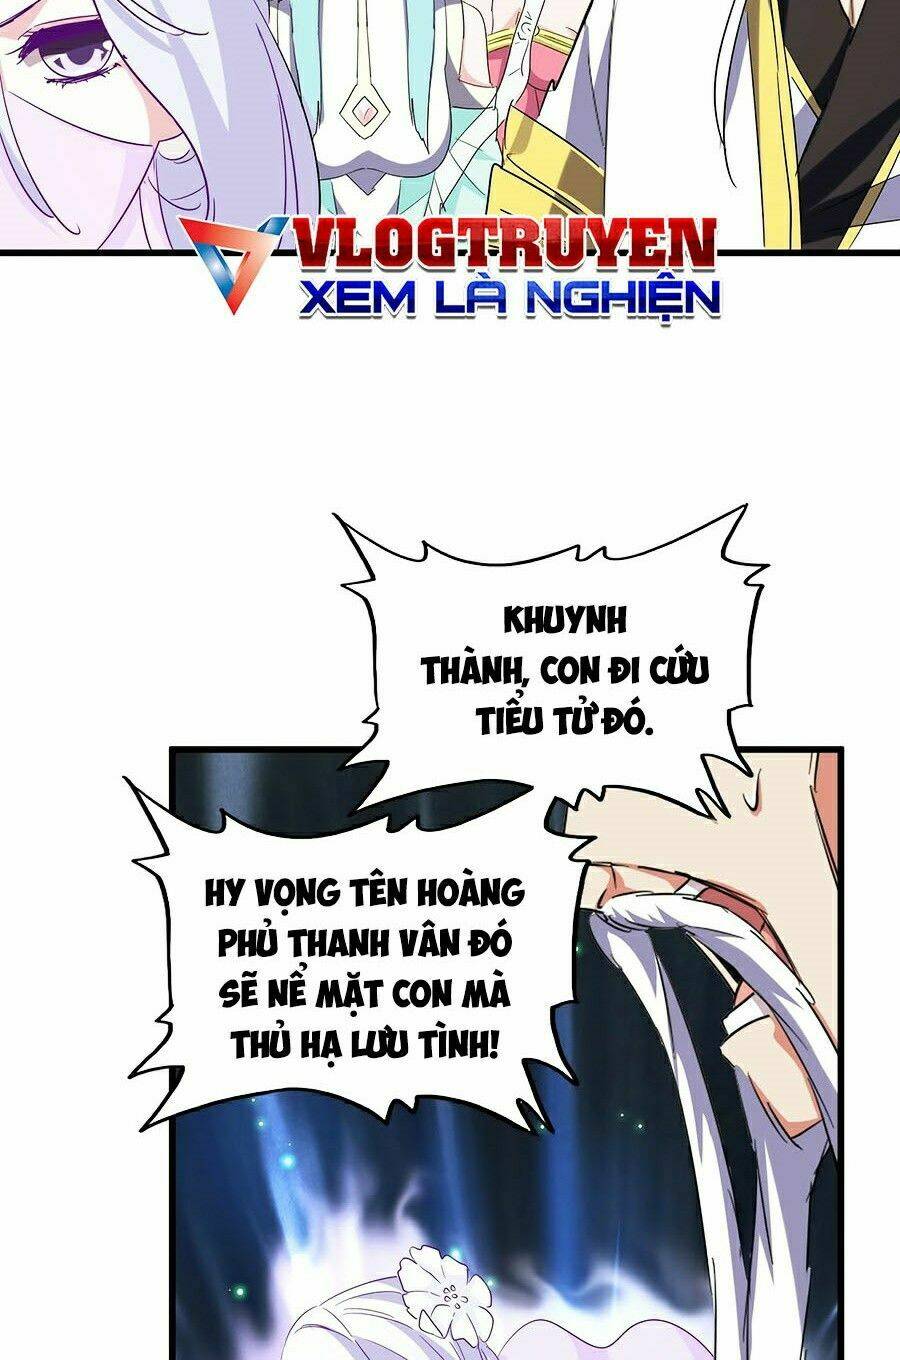 VLOGTRUYEN
XEM LÀ NGHIỆN
KHUYNH
THÀNH, CON ĐI CỨU
TIỂU TỬ ĐÓ.
HY VỌNG TÊN HOÀNG
PHỦ THANH VÂN ĐÓ
SẼ NỂ MẶT CON MÀ
THỦ HẠ LƯU TÌNH!